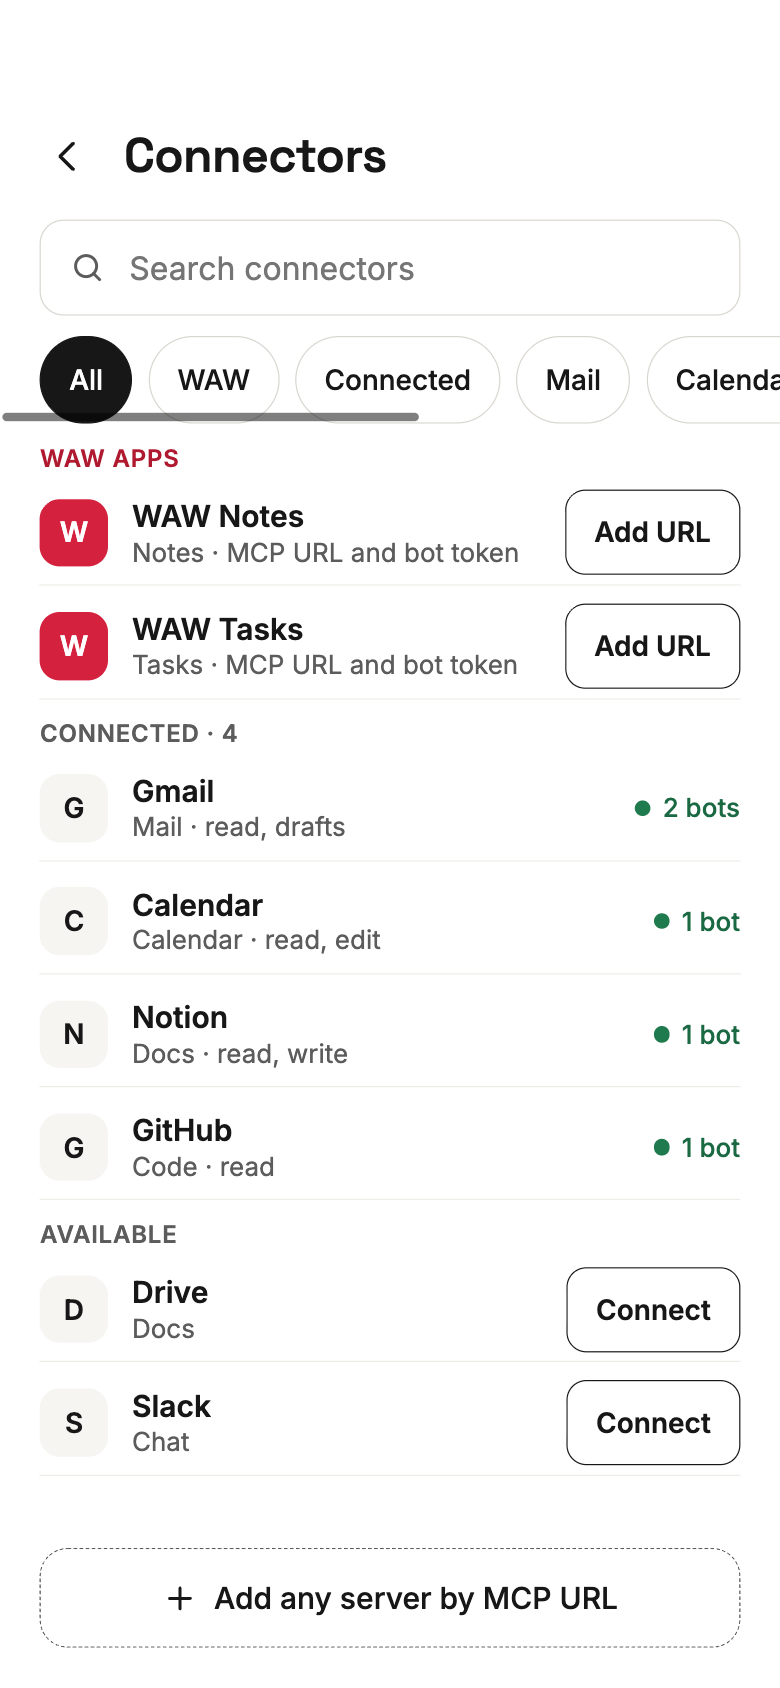 Connectors
Search connectors
All WAW Connected Mail Calenda
WAW APPS
W WAW Notes Add URL
Notes · MCP URL and bot token
W WAW Tasks Add URL
Tasks · MCP URL and bot token
CONNECTED · 4
G Gmail 2 bots
Mail · read, drafts
C Calendar 1 bot
Calendar · read, edit
N Notion 1 bot
Docs · read, write
G GitHub 1 bot
Code · read
AVAILABLE
D Drive Connect
Docs
S Slack Connect
Chat
+ Add any server by MCP URL